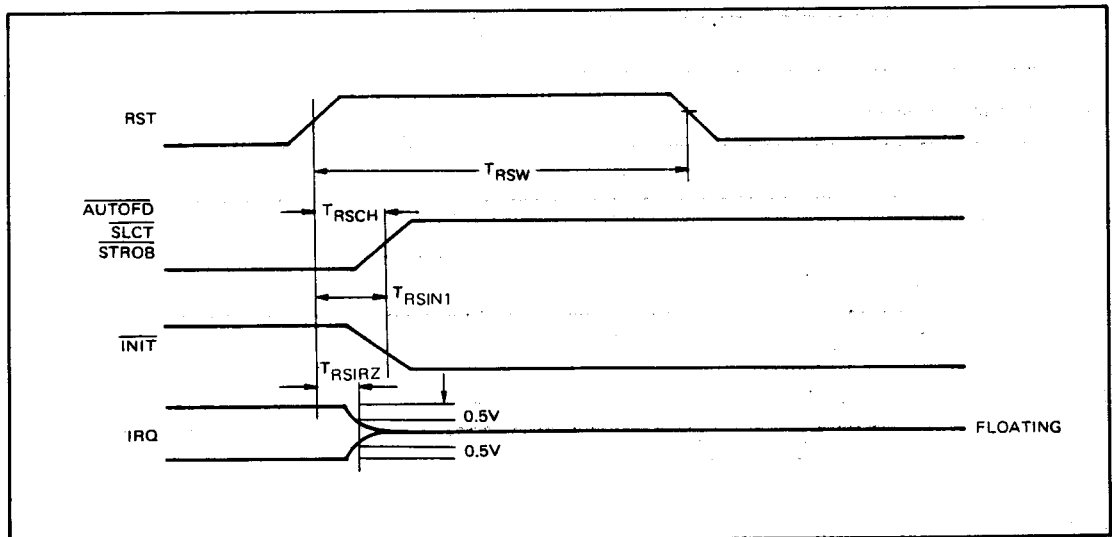 RST
TRSW
AUTOFD
SLCT
STROB
TRSCH
TRSIN1
INIT
TRSIRZ
0.5V
IRQ
FLOATING
0.5V